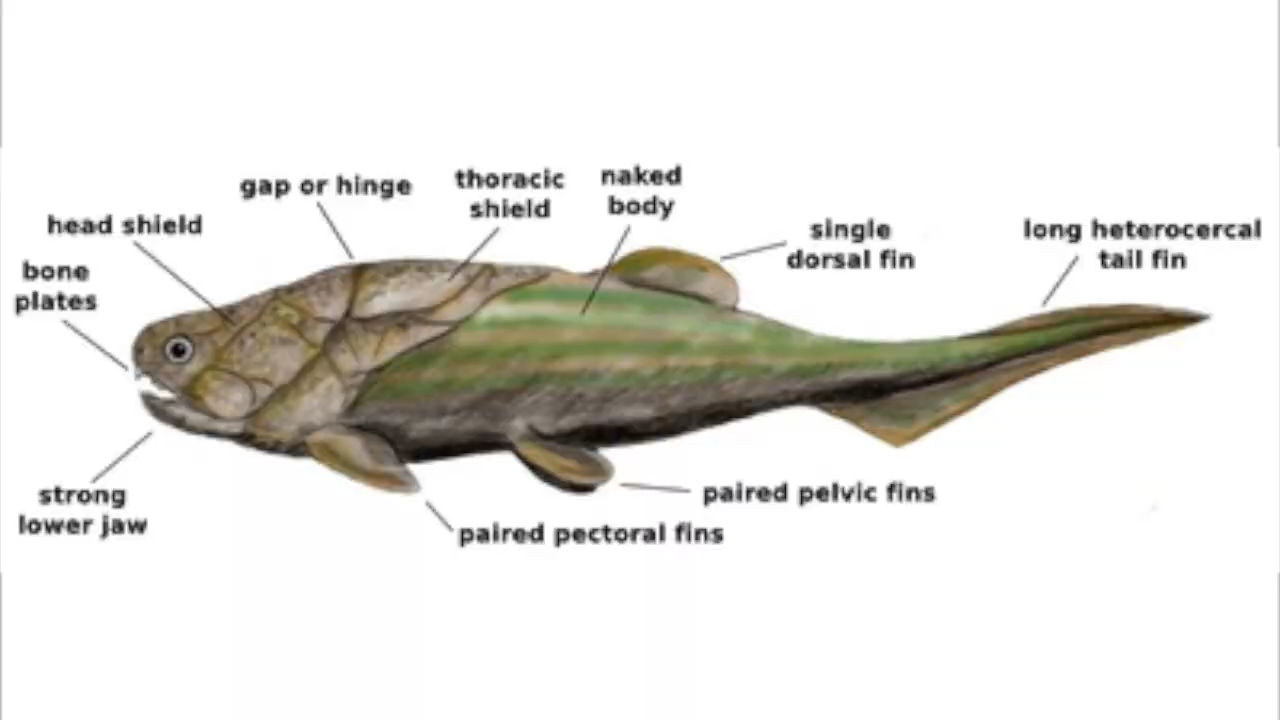 gap or hinge
thoracic
shield
naked
body
head shield
single
dorsal fin
long heterocercal
tail fin
bone
plates
strong
lower jaw
paired pelvic fins
paired pectoral fins